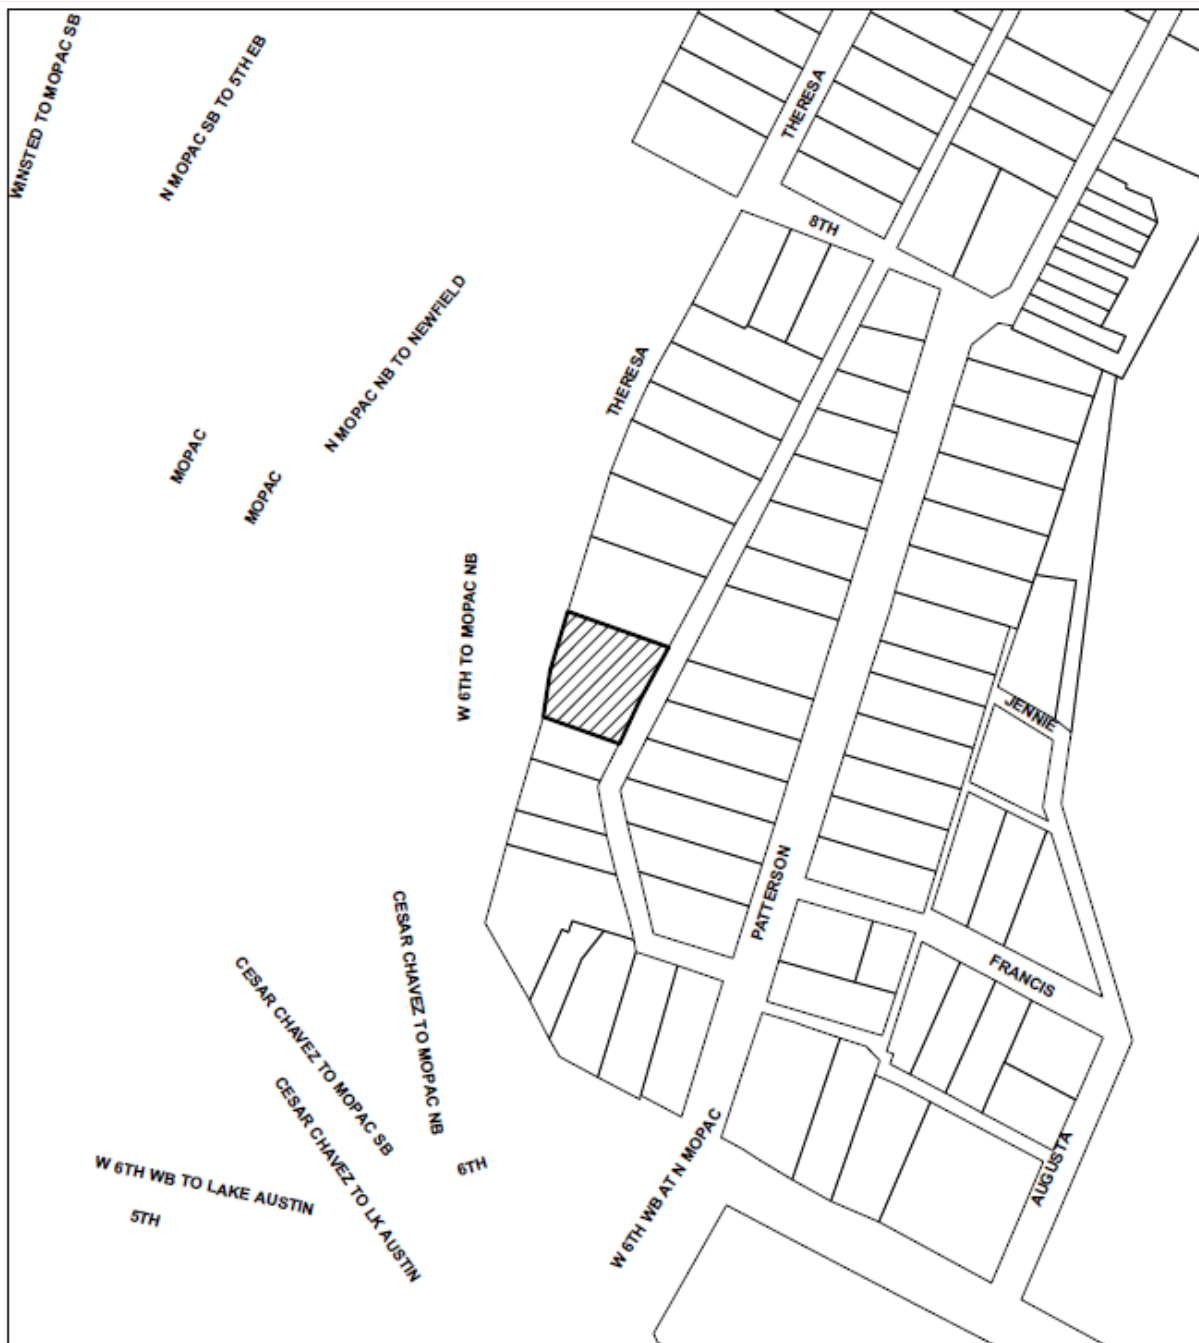 WINSTED TO MOPAC SB
N MOPAC SB TO 5TH EB
THERESA
8TH
N MOPAC NB TO NEWFIELD
THERESA
MOPAC
MOPAC
W 6TH TO MOPAC NB
JENNIE
PATTERSON
CESAR CHAVEZ TO MOPAC NB
FRANCIS
CESAR CHAVEZ TO MOPAC SB
CESAR CHAVEZ TO LK AUSTIN
W 6TH WB AT N MOPAC
AUGUSTA
6TH
W 6TH WB TO LAKE AUSTIN
5TH